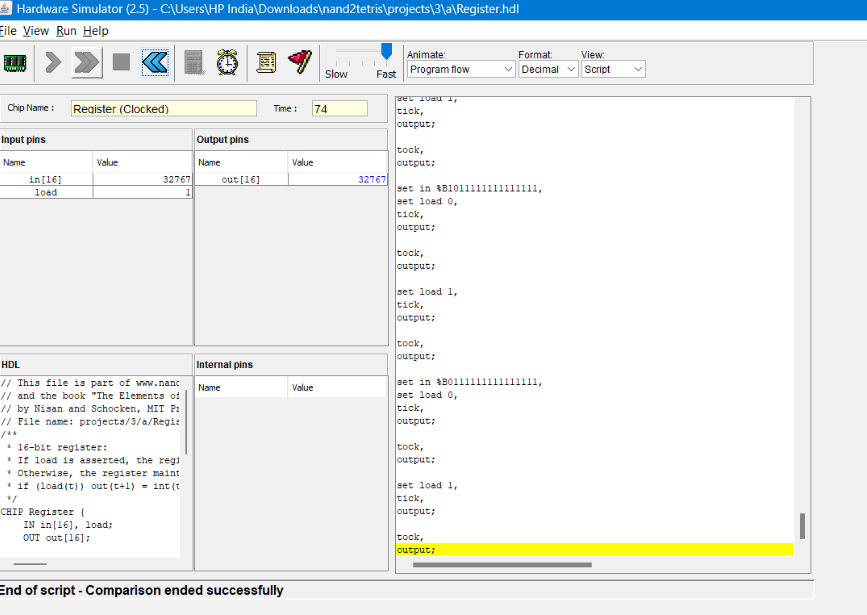 Hardware Simulator (2.5) - C:\Users\HP India\Downloads\nand2tetris\projects\3\a\Register.hdl
File View Run Help
Slow Fast
Animate: Format: View:
Program flow Decimal Script
Chip Name : Register (Clocked) Time : 74
Input pins
Name Value
in[16] 32767
load 1
Output pins
Name Value
out[16] 32767
HDL
// This file is part of www.nand
// and the book "The Elements of
// by Nisan and Schocken, MIT Pr
// File name: projects/3/a/Regis
/**
* 16-bit register:
* If load is asserted, the regi
* Otherwise, the register maint
* if (load(t)) out(t+1) = int(t
*/
CHIP Register {
IN in[16], load;
OUT out[16];
Internal pins
Name Value
set load 1,
tick,
output;
tock,
output;
set in %B1011111111111111,
set load 0,
tick,
output;
tock,
output;
set load 1,
tick,
output;
tock,
output;
set in %B0111111111111111,
set load 0,
tick,
output;
tock,
output;
set load 1,
tick,
output;
tock,
output;
End of script - Comparison ended successfully